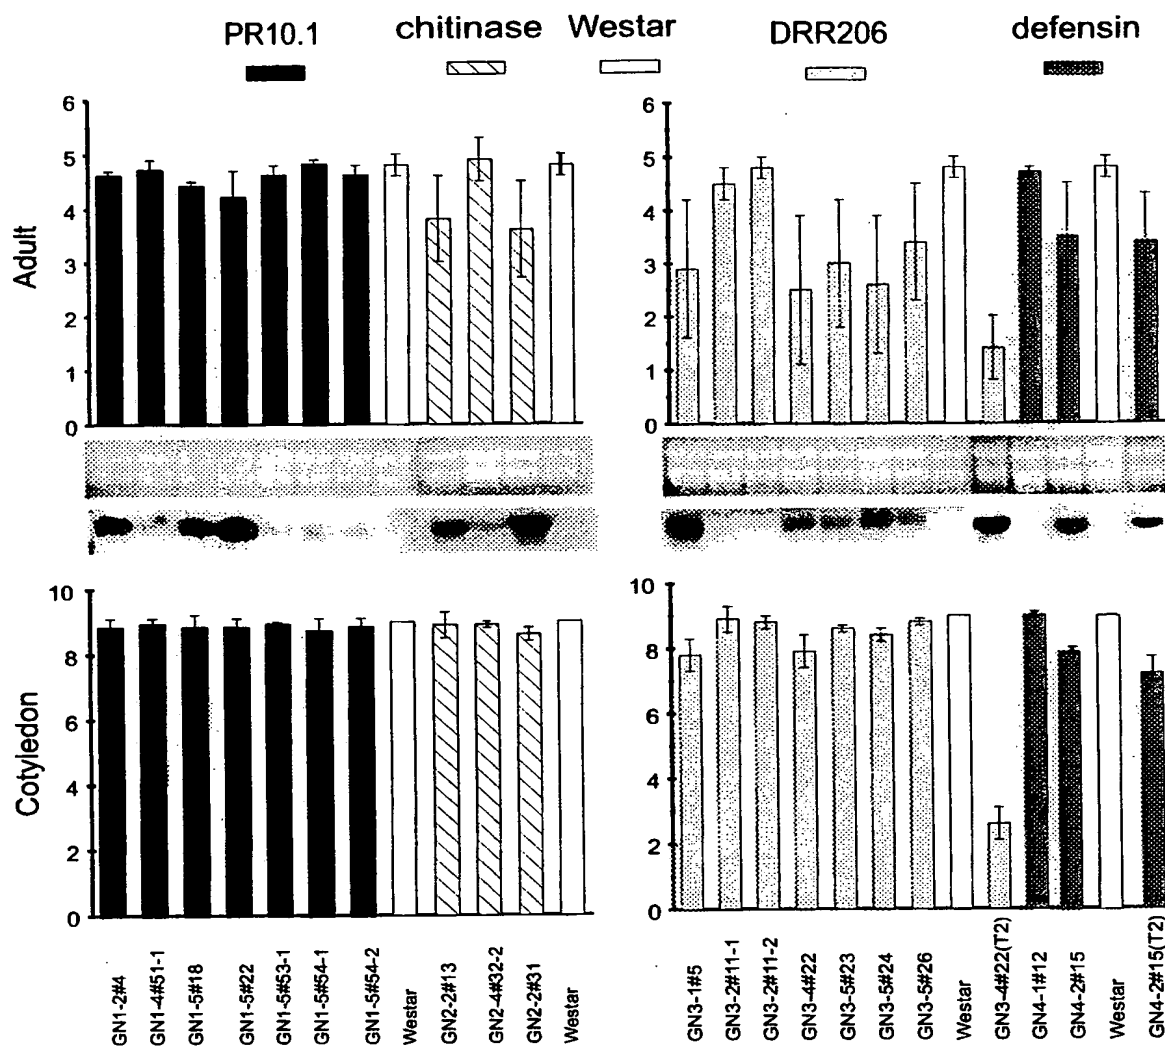 PR10.1 chitinase Westar DRR206 defensin
Adult
6
5
4
3
2
1
0
6
5
4
3
2
1
0
Cotyledon
10
8
6
4
2
0
10
8
6
4
2
0
GN1-2#4
GN1-4#51-1
GN1-5#18
GN1-5#22
GN1-5#53-1
GN1-5#54-1
GN1-5#54-2
Westar
GN2-2#13
GN2-4#32-2
GN2-2#31
Westar
GN3-1#5
GN3-2#11-1
GN3-2#11-2
GN3-4#22
GN3-5#23
GN3-5#24
GN3-5#26
Westar
GN3-4#22(T2)
GN4-1#12
GN4-2#15
Westar
GN4-2#15(T2)